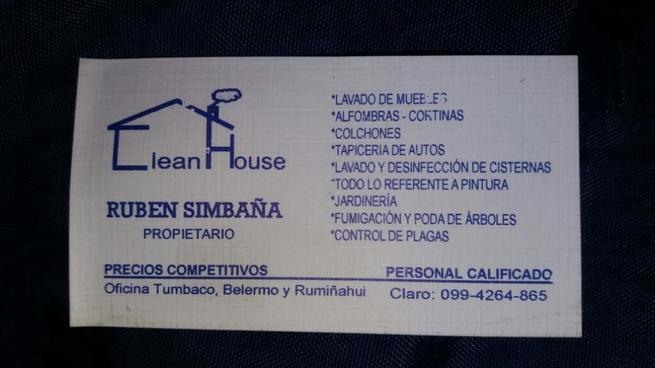 Clean House
RUBEN SIMBAÑA
PROPIETARIO
*LAVADO DE MUEBLES
*ALFOMBRAS - CORTINAS
*COLCHONES
*TAPICERIA DE AUTOS
*LAVADO Y DESINFECCIÓN DE CISTERNAS
*TODO LO REFERENTE A PINTURA
*JARDINERÍA
*FUMIGACIÓN Y PODA DE ÁRBOLES
*CONTROL DE PLAGAS
PRECIOS COMPETITIVOS
PERSONAL CALIFICADO
Oficina Tumbaco, Belermo y Rumiñahui
Claro: 099-4264-865